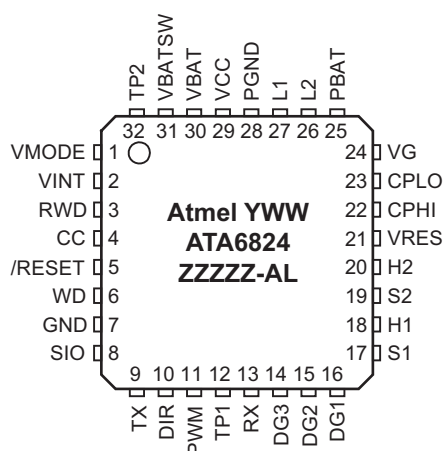 TP2
VBATSW
VBAT
VCC
PGND
L1
L2
PBAT
32 31 30 29 28 27 26 25
VMODE 1 24 VG
VINT 2 23 CPLO
RWD 3 22 CPHI
CC 4 21 VRES
/RESET 5 20 H2
WD 6 19 S2
GND 7 18 H1
SIO 8 17 S1
Atmel YWW
ATA6824
ZZZZZ-AL
9 10 11 12 13 14 15 16
TX
DIR
PWM
TP1
RX
DG3
DG2
DG1